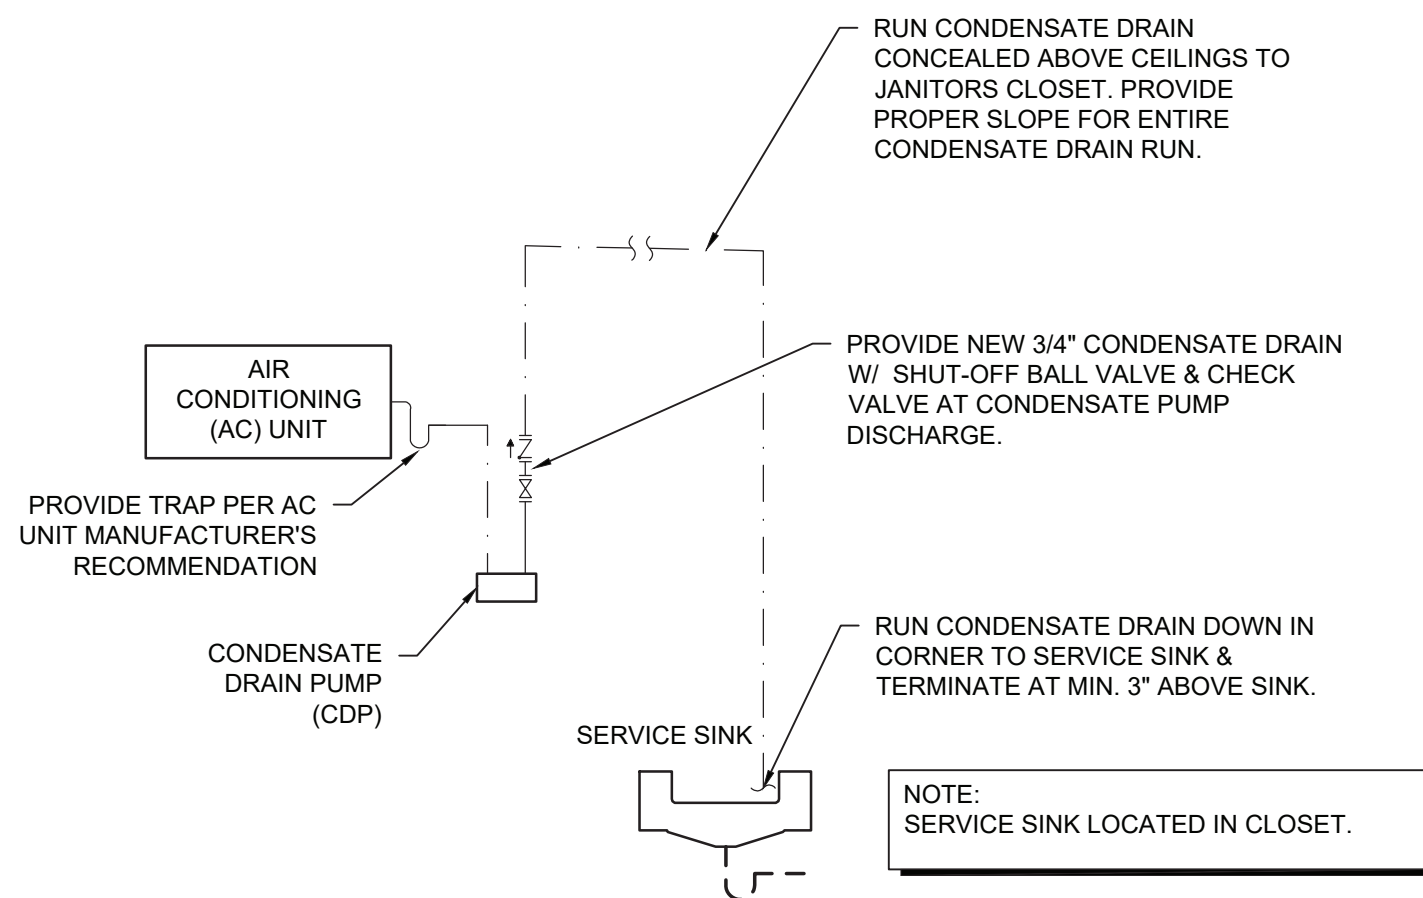 RUN CONDENSATE DRAIN
CONCEALED ABOVE CEILINGS TO
JANITORS CLOSET. PROVIDE
PROPER SLOPE FOR ENTIRE
CONDENSATE DRAIN RUN.
AIR
CONDITIONING
(AC) UNIT
PROVIDE NEW 3/4" CONDENSATE DRAIN
W/ SHUT-OFF BALL VALVE & CHECK
VALVE AT CONDENSATE PUMP
DISCHARGE.
PROVIDE TRAP PER AC
UNIT MANUFACTURER'S
RECOMMENDATION
CONDENSATE
DRAIN PUMP
(CDP)
RUN CONDENSATE DRAIN DOWN IN
CORNER TO SERVICE SINK &
TERMINATE AT MIN. 3" ABOVE SINK.
SERVICE SINK
NOTE:
SERVICE SINK LOCATED IN CLOSET.